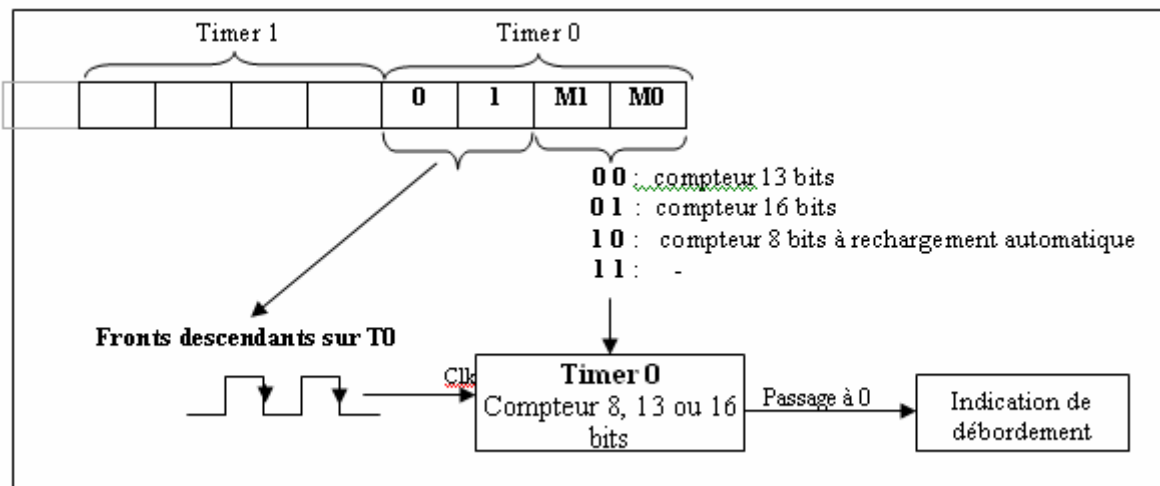 Timer 1
Timer 0
0 1 M1 M0
0 0 : compteur 13 bits
0 1 : compteur 16 bits
1 0 : compteur 8 bits à rechargement automatique
1 1 : -
Fronts descendants sur T0
Clk
Timer 0
Compteur 8, 13 ou 16
bits
Passage à 0
Indication de
débordement